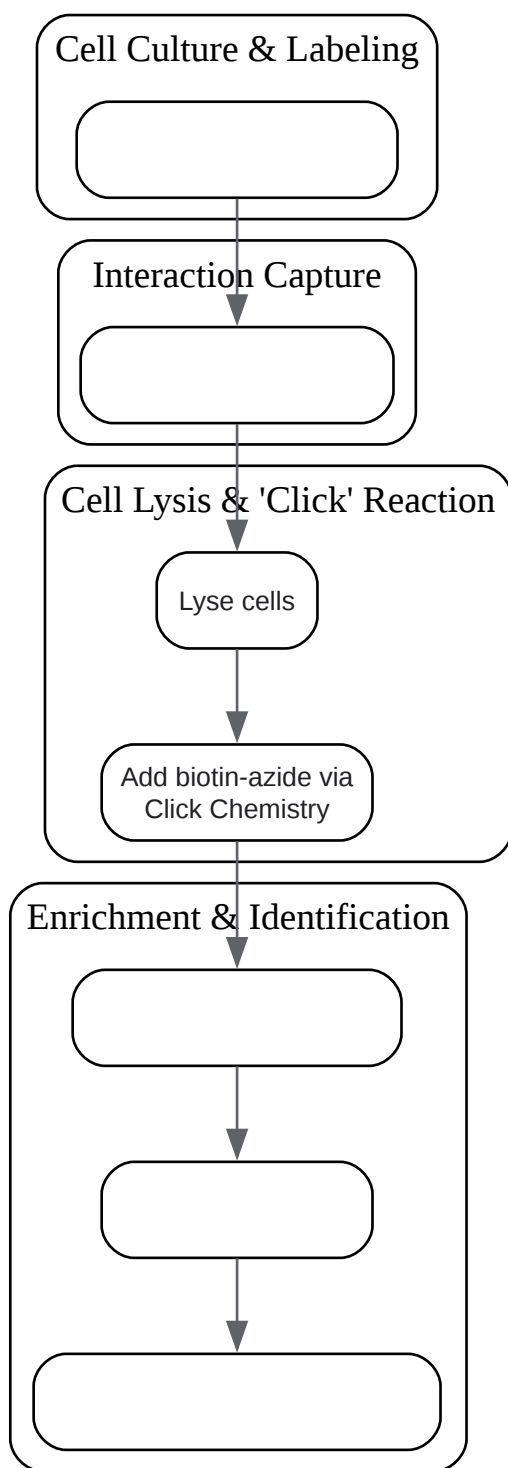 Cell Culture & Labeling
Interaction Capture
Cell Lysis & 'Click' Reaction
Lyse cells
Add biotin-azide via
Click Chemistry
Enrichment & Identification